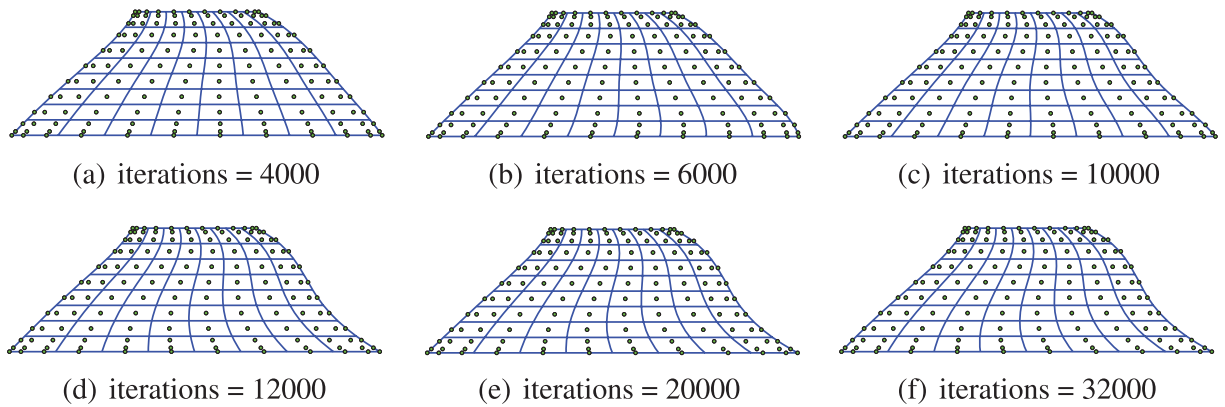 (a) iterations = 4000
(b) iterations = 6000
(c) iterations = 10000
(d) iterations = 12000
(e) iterations = 20000
(f) iterations = 32000